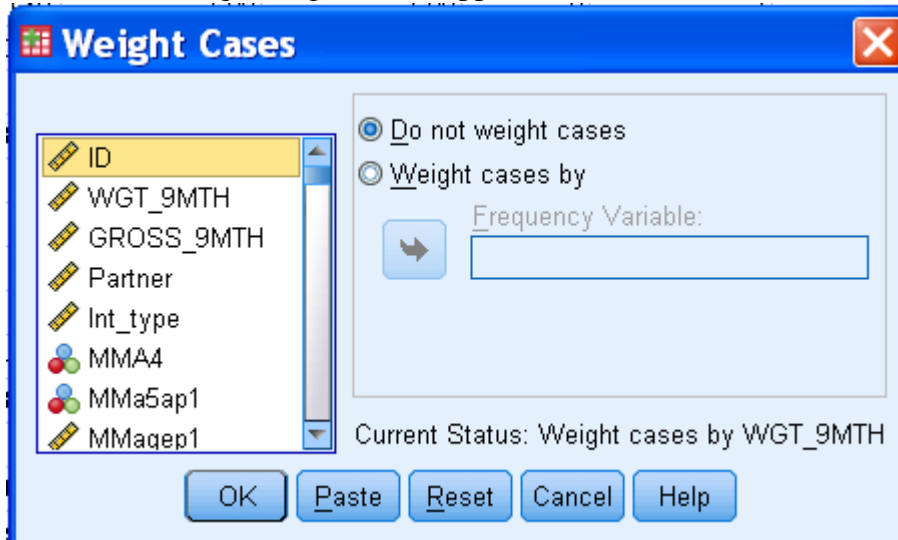 Weight Cases
ID
WGT_9MTH
GROSS_9MTH
Partner
Int_type
MMA4
MMa5ap1
MMagep1
Do not weight cases
Weight cases by
Frequency Variable:
Current Status: Weight cases by WGT_9MTH
OK Paste Reset Cancel Help